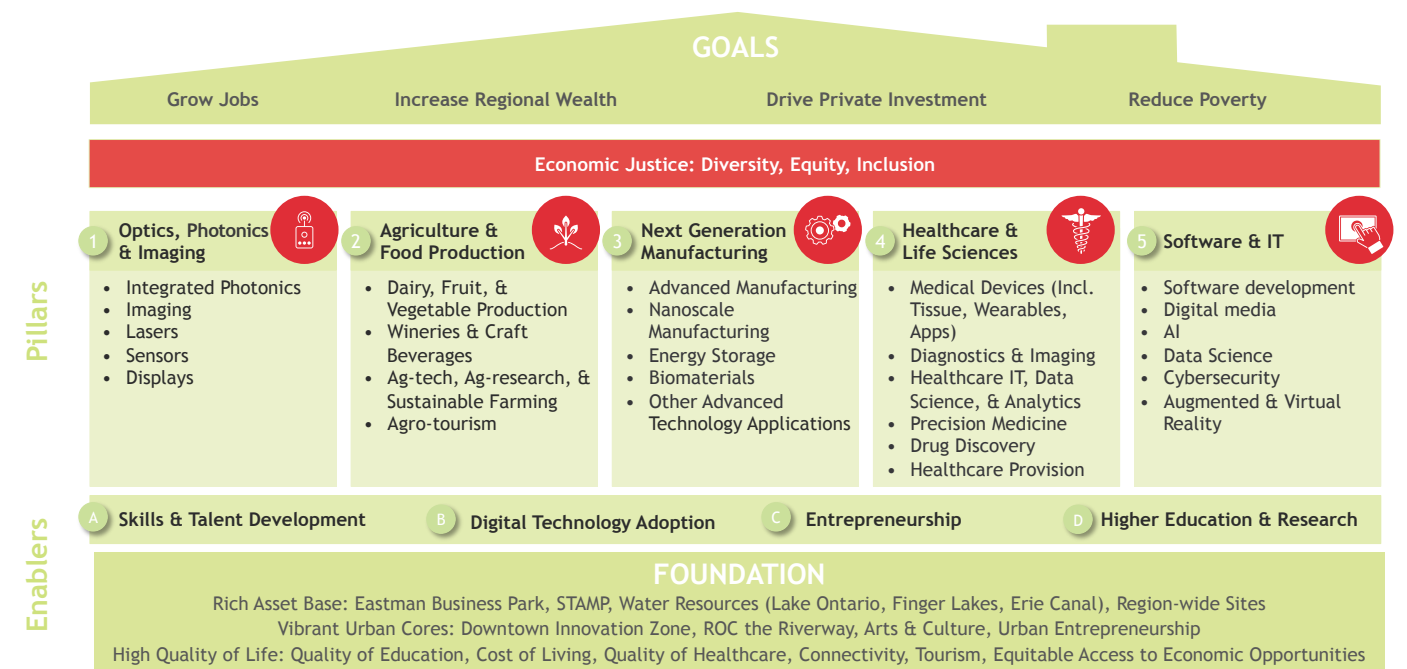 GOALS
Grow Jobs
Increase Regional Wealth
Drive Private Investment
Reduce Poverty
Economic Justice: Diversity, Equity, Inclusion
Pillars
1
Optics, Photonics
& Imaging
• Integrated Photonics
• Imaging
• Lasers
• Sensors
• Displays
2
Agriculture &
Food Production
• Dairy, Fruit, &
Vegetable Production
• Wineries & Craft
Beverages
• Ag-tech, Ag-research, &
Sustainable Farming
• Agro-tourism
3
Next Generation
Manufacturing
• Advanced Manufacturing
• Nanoscale
Manufacturing
• Energy Storage
• Biomaterials
• Other Advanced
Technology Applications
4
Healthcare &
Life Sciences
• Medical Devices (Incl.
Tissue, Wearables,
Apps)
• Diagnostics & Imaging
• Healthcare IT, Data
Science, & Analytics
• Precision Medicine
• Drug Discovery
• Healthcare Provision
5
Software & IT
• Software development
• Digital media
• AI
• Data Science
• Cybersecurity
• Augmented & Virtual
Reality
Enablers
A Skills & Talent Development
B Digital Technology Adoption
C Entrepreneurship
D Higher Education & Research
FOUNDATION
Rich Asset Base: Eastman Business Park, STAMP, Water Resources (Lake Ontario, Finger Lakes, Erie Canal), Region-wide Sites
Vibrant Urban Cores: Downtown Innovation Zone, ROC the Riverway, Arts & Culture, Urban Entrepreneurship
High Quality of Life: Quality of Education, Cost of Living, Quality of Healthcare, Connectivity, Tourism, Equitable Access to Economic Opportunities